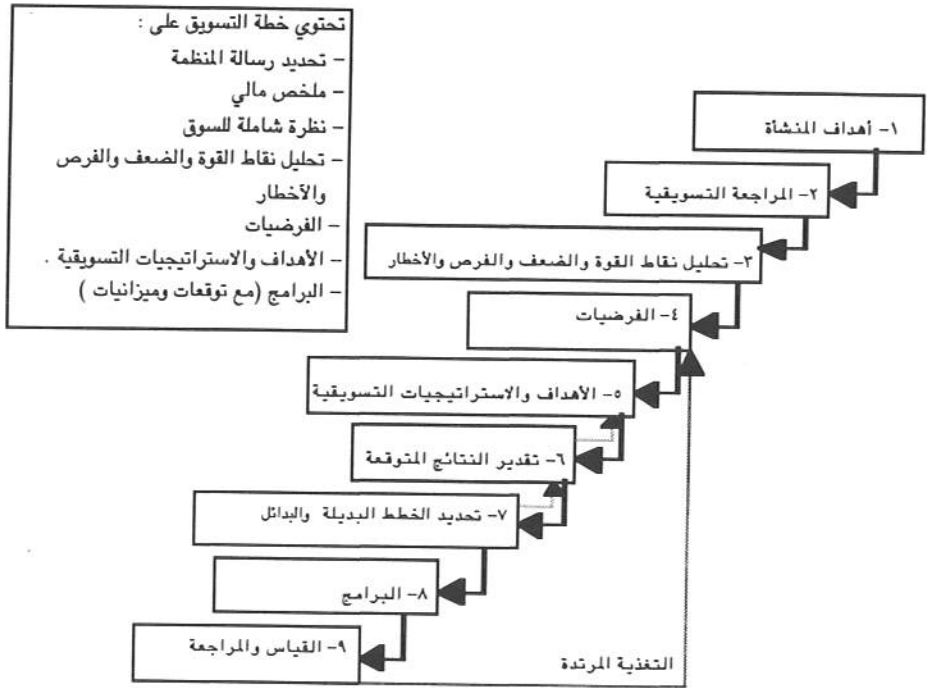 تحتوي خطة التسويق على :
– تحديد رسالة المنظمة
– ملخص مالي
– نظرة شاملة للسوق
– تحليل نقاط القوة والضعف والفرص
والأخطار
– الفرضيات
– الأهداف والاستراتيجيات التسويقية .
– البرامج (مع توقعات وميزانيات )
١– أهداف المنشأة
٢– المراجعة التسويقية
٣– تحليل نقاط القوة والضعف والفرص والأخطار
٤– الفرضيات
٥– الأهداف والاستراتيجيات التسويقية
٦– تقدير النتائج المتوقعة
٧– تحديد الخطط البديلة والبدائل
٨– البرامج
٩– القياس والمراجعة
التغذية المرتدة